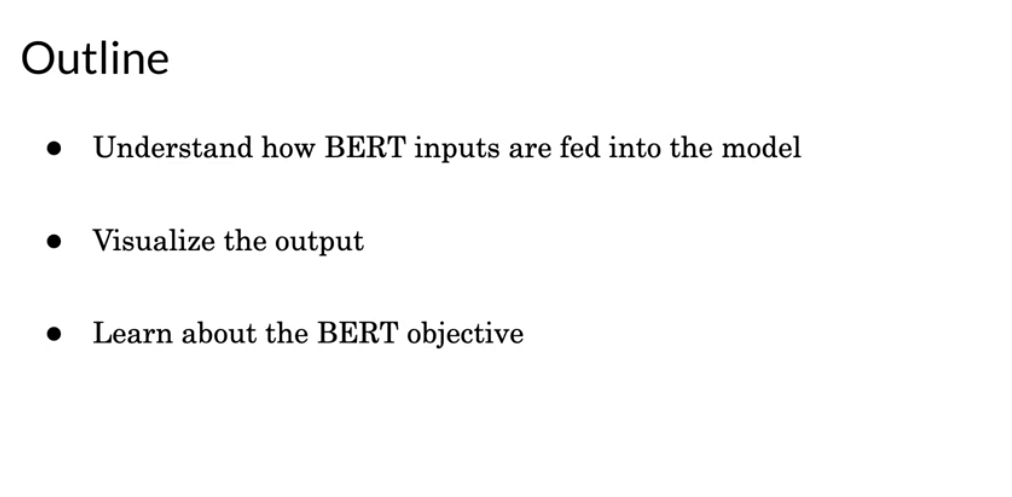 Outline
● Understand how BERT inputs are fed into the model
● Visualize the output
● Learn about the BERT objective